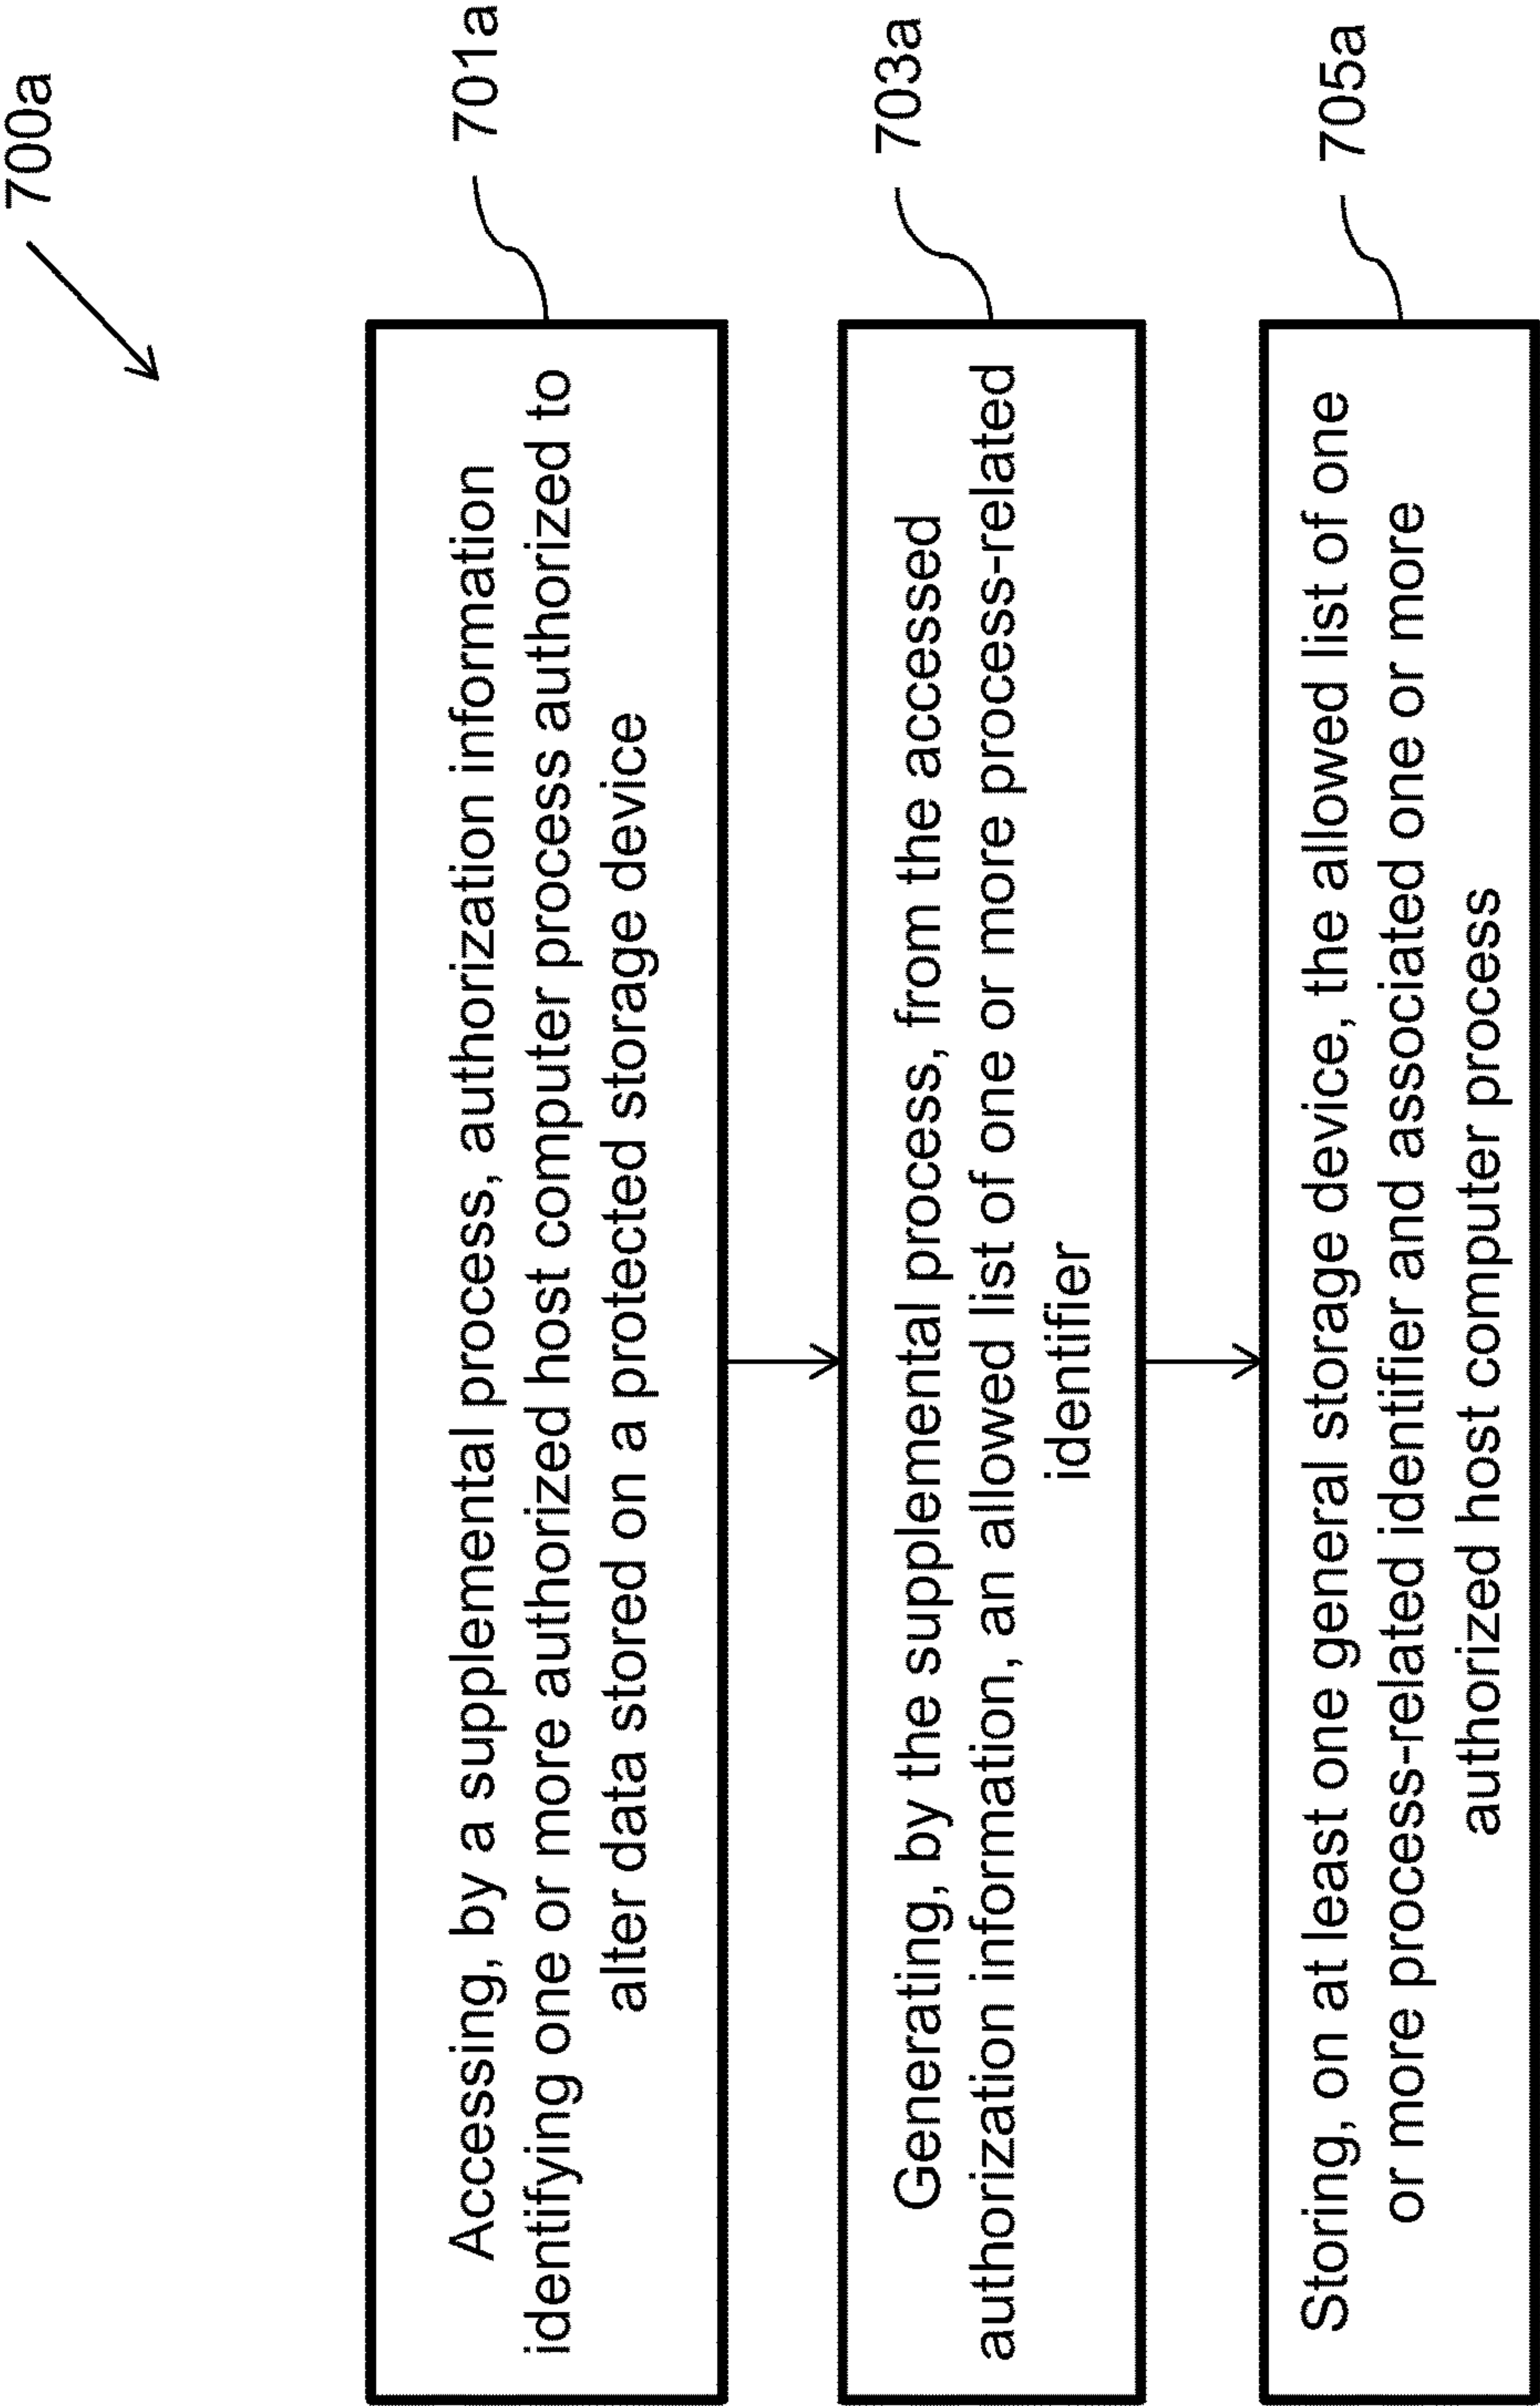 700a
Accessing, by a supplemental process, authorization information
identifying one or more authorized host computer process authorized to
alter data stored on a protected storage device
701a
Generating, by the supplemental process, from the accessed
authorization information, an allowed list of one or more process-related
identifier
703a
Storing, on at least one general storage device, the allowed list of one
or more process-related identifier and associated one or more
authorized host computer process
705a